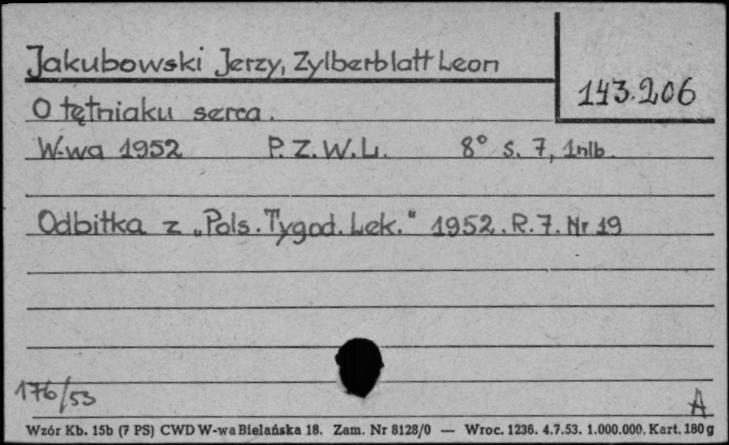 Jakubowski Jerzy, Zylberblatt Leon
143.206
O tętniaku serca.
W-wa 1952 P.Z.W.L. 8° s. 7, 1nlb.
Odbitka z „Pols. Tygod. Lek." 1952. R.7. Nr 19
176/53
A
Wzór Kb. 15b (7 PS) CWD W-wa Bielańska 18. Zam. Nr 8128/0 — Wroc. 1236. 4.7.53. 1.000.000. Kart. 180 g